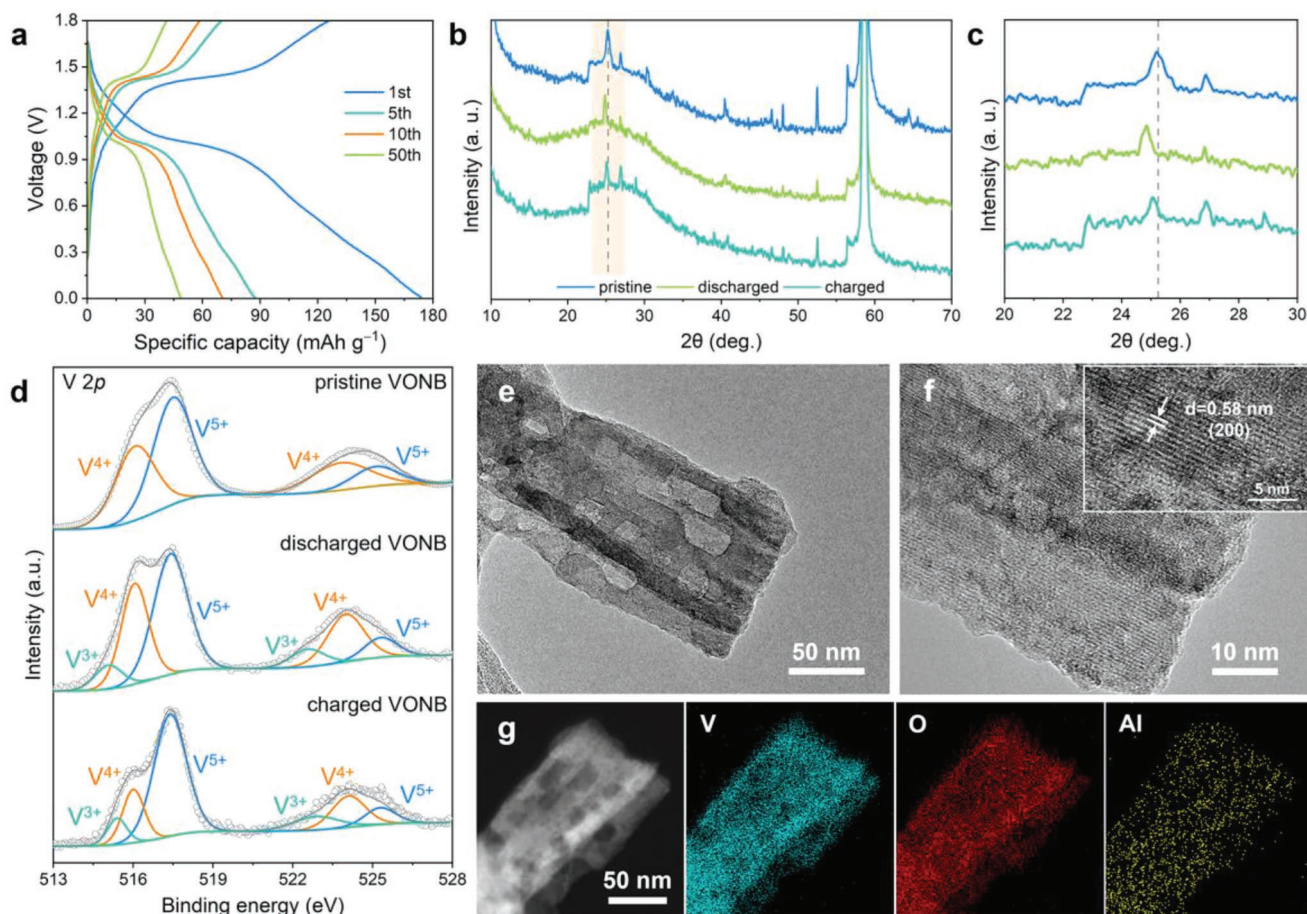 a
1.8
1.5
1.2
0.9
0.6
0.3
0.0
Voltage (V)
1st
5th
10th
50th
0 30 60 90 120 150 180
Specific capacity (mAh g⁻¹)
b
Intensity (a. u.)
pristine discharged charged
10 20 30 40 50 60 70
2θ (deg.)
c
Intensity (a. u.)
20 22 24 26 28 30
2θ (deg.)
d
V 2p
pristine VONB
V⁴⁺
V⁵⁺
V⁴⁺
V⁵⁺
discharged VONB
V³⁺
V⁴⁺
V⁵⁺
V³⁺
V⁴⁺
V⁵⁺
charged VONB
V³⁺
V⁴⁺
V⁵⁺
V³⁺
V⁴⁺
V⁵⁺
Intensity (a.u.)
513 516 519 522 525 528
Binding energy (eV)
e
50 nm
f
d=0.58 nm
(200)
5 nm
10 nm
g
50 nm
V
O
Al